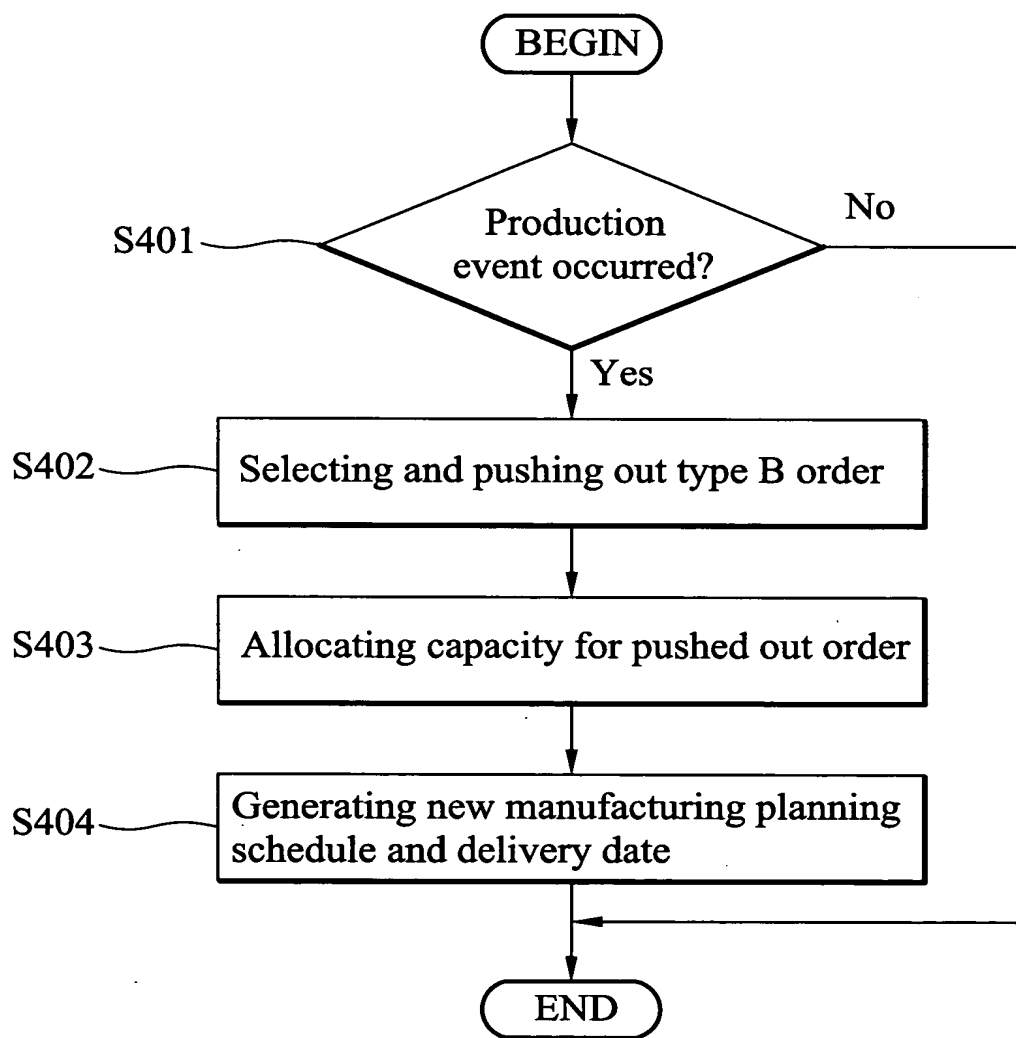 BEGIN
S401
Production
event occurred?
No
Yes
S402
Selecting and pushing out type B order
S403
Allocating capacity for pushed out order
S404
Generating new manufacturing planning
schedule and delivery date
END